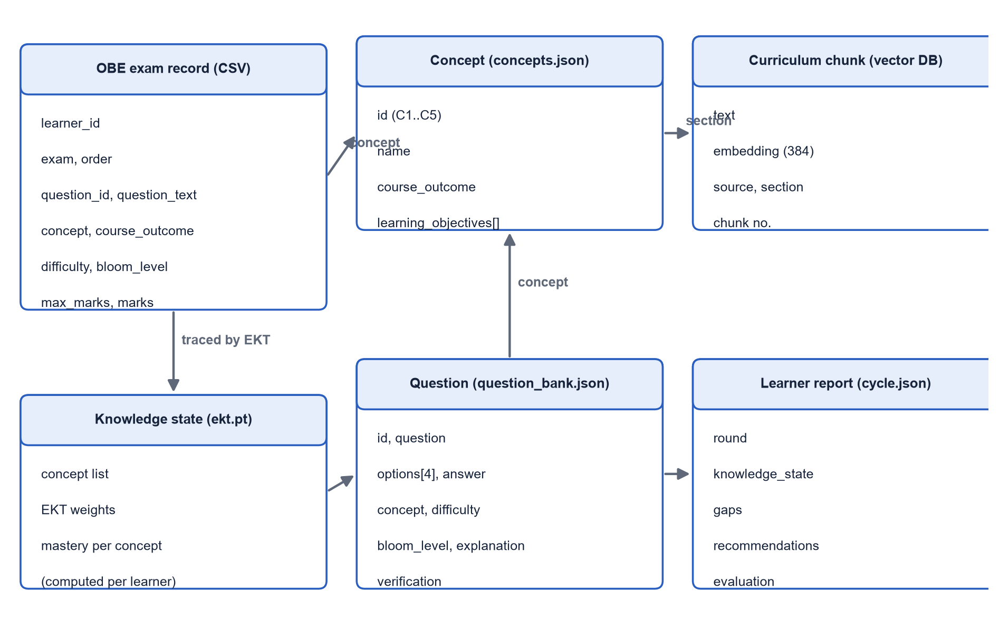 OBE exam record (CSV)
learner_id
exam, order
question_id, question_text
concept, course_outcome
difficulty, bloom_level
max_marks, marks
concept
Concept (concepts.json)
id (C1..C5)
name
course_outcome
learning_objectives[]
section
Curriculum chunk (vector DB)
text
embedding (384)
source, section
chunk no.
traced by EKT
concept
Knowledge state (ekt.pt)
concept list
EKT weights
mastery per concept
(computed per learner)
Question (question_bank.json)
id, question
options[4], answer
concept, difficulty
bloom_level, explanation
verification
Learner report (cycle.json)
round
knowledge_state
gaps
recommendations
evaluation